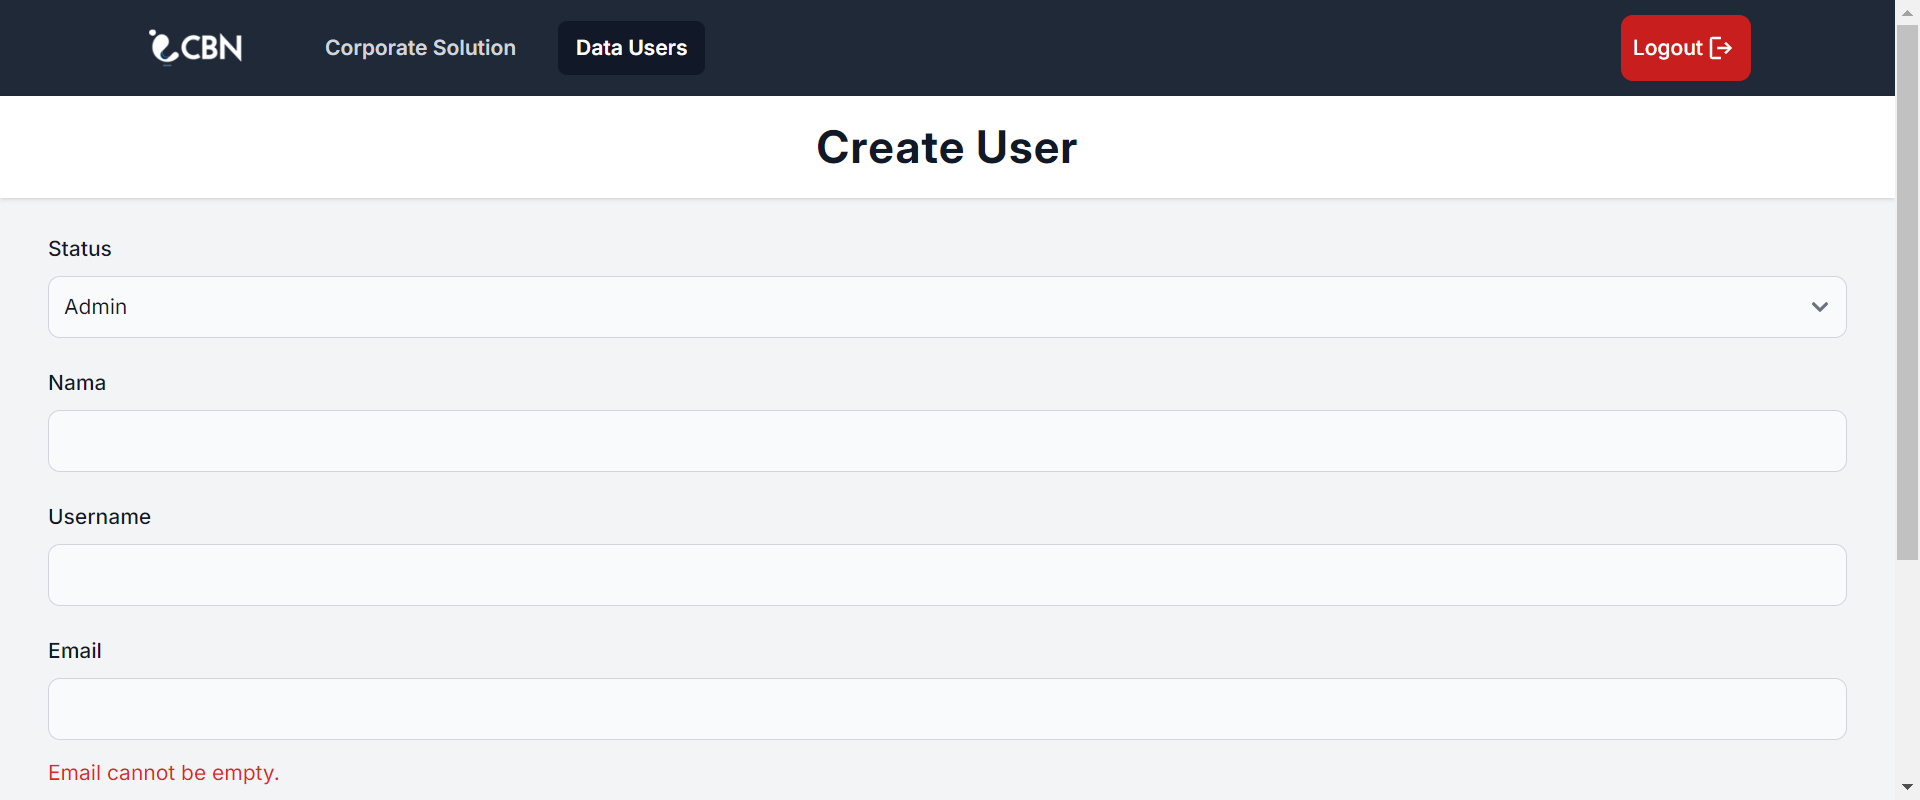 CBN
Corporate Solution
Data Users
Logout
Create User
Status
Admin
Nama
Username
Email
Email cannot be empty.